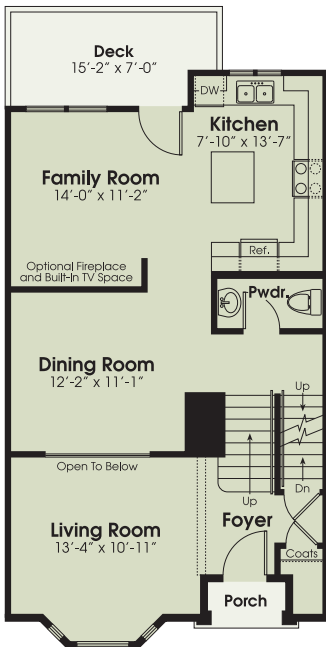 Deck
15'-2" x 7'-0"
DW
Kitchen
7'-10" x 13'-7"
Family Room
14'-0" x 11'-2"
Ref.
Optional Fireplace
and Built-In TV Space
Pwdr.
Dining Room
12'-2" x 11'-1"
Up
Open To Below
Dn
Up
Living Room
13'-4" x 10'-11"
Foyer
Coats
Porch